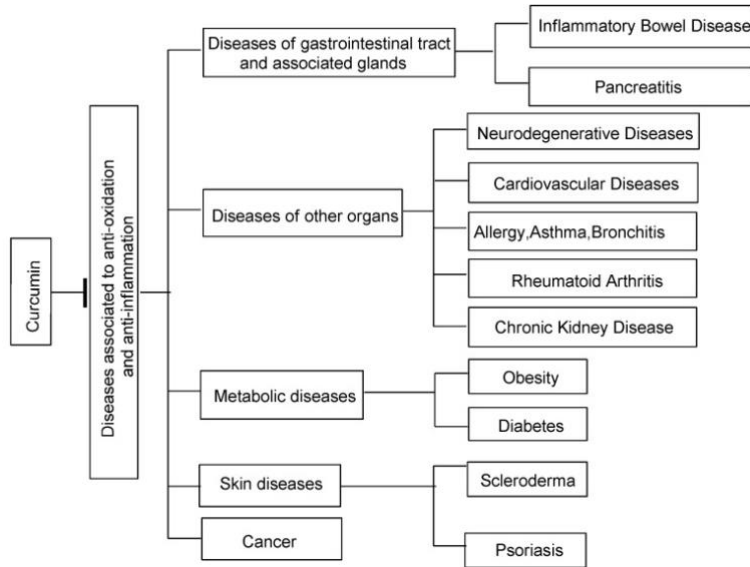 Curcumin
Diseases associated to anti-oxidation
and anti-inflammation
Diseases of gastrointestinal tract
and associated glands
Inflammatory Bowel Disease
Pancreatitis
Diseases of other organs
Neurodegenerative Diseases
Cardiovascular Diseases
Allergy,Asthma,Bronchitis
Rheumatoid Arthritis
Chronic Kidney Disease
Metabolic diseases
Obesity
Diabetes
Skin diseases
Scleroderma
Psoriasis
Cancer